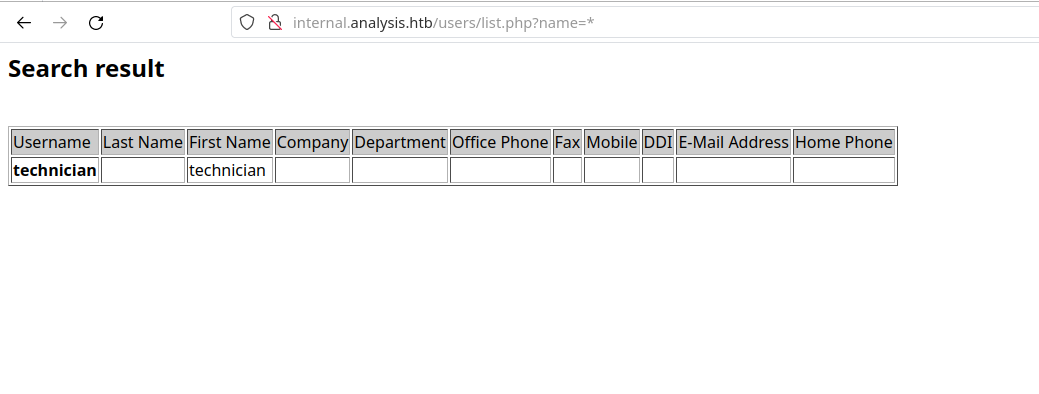 internal.analysis.htb/users/list.php?name=*
Search result
Username Last Name First Name Company Department Office Phone Fax Mobile DDI E-Mail Address Home Phone
technician technician